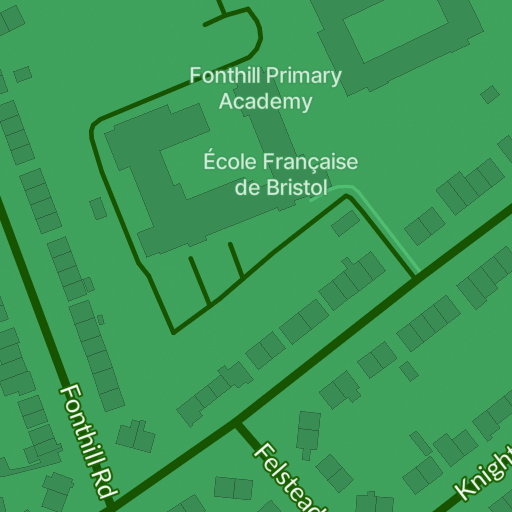 Fonthill Primary
Academy
École Française
de Bristol
Fonthill Rd
Felstead
Knight